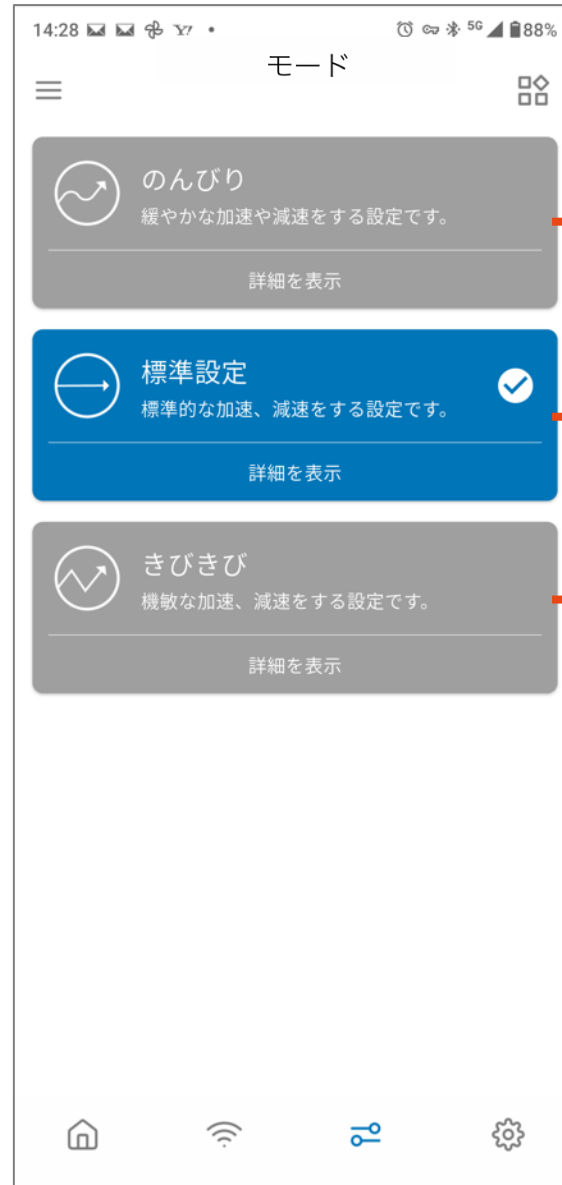 14:28 Y! 5G 88%
モード
のんびり
緩やかな加速や減速をする設定です。
詳細を表示
標準設定
標準的な加速、減速をする設定です。
詳細を表示
きびきび
機敏な加速、減速をする設定です。
詳細を表示